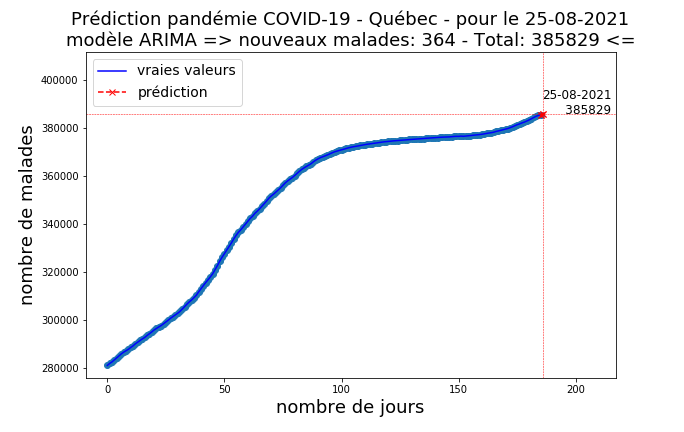 Prédiction pandémie COVID-19 - Québec - pour le 25-08-2021
modèle ARIMA => nouveaux malades: 364 - Total: 385829 <=
vraies valeurs
prédiction
25-08-2021
385829
nombre de malades
400000
380000
360000
340000
320000
300000
280000
0
50
100
150
200
nombre de jours